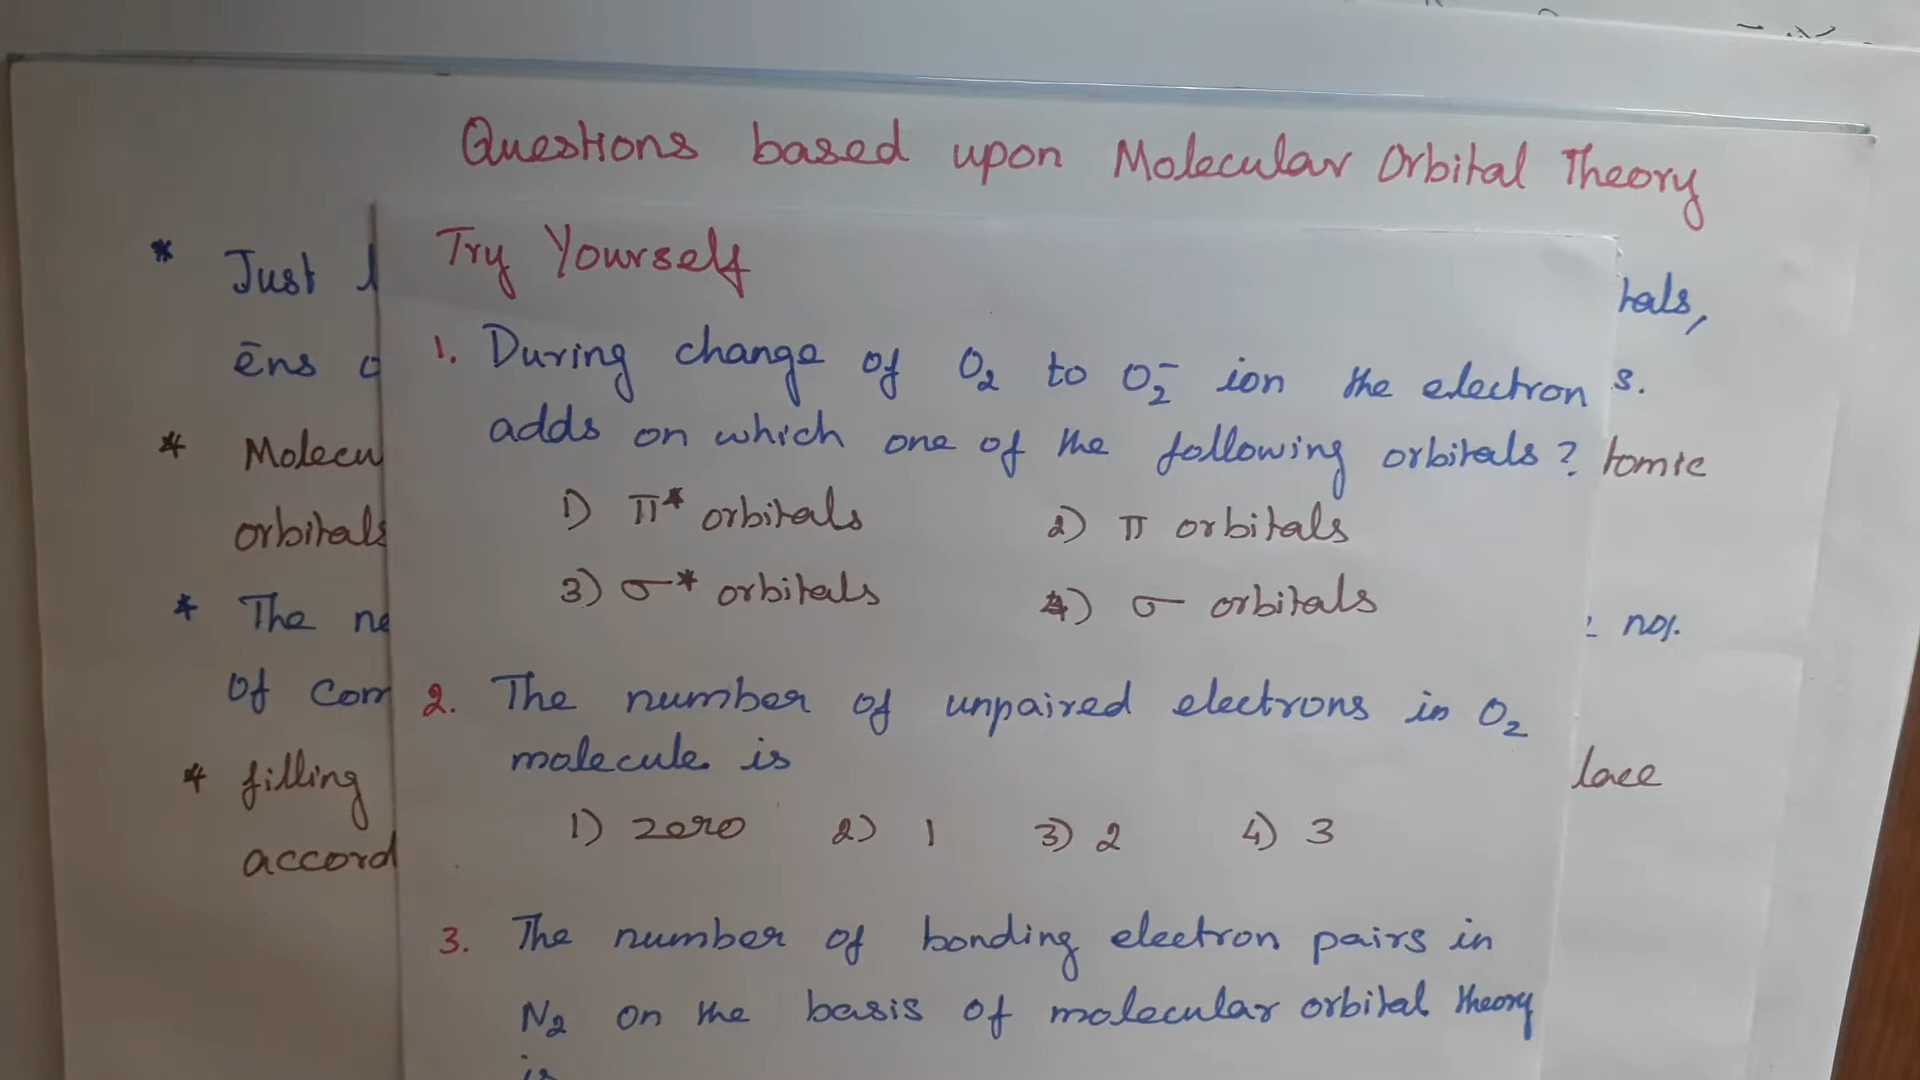 Questions based upon Molecular Orbital Theory
Try Yourself
* Just
tals,
1. During change of O₂ to O₂⁻ ion the electron
ēns
s.
adds on which one of the following orbitals?
* Molecu
tomic
1) π* orbitals 2) π orbitals
orbitals
3) σ* orbitals 4) σ orbitals
* The ne
no/.
2. The number of unpaired electrons in O₂
of com
molecule is
* filling
lace
1) zero 2) 1 3) 2 4) 3
accord
3. The number of bonding electron pairs in
N₂ on the basis of molecular orbital theory
is